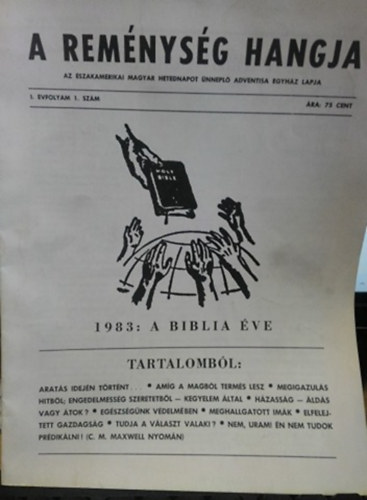 A REMÉNYSÉG HANGJA
AZ ÉSZAKAMERIKAI MAGYAR HETEDNAPOT ÜNNEPLŐ ADVENTISTA EGYHÁZ LAPJA
I. ÉVFOLYAM 1. SZÁM
ÁRA: 75 CENT
HOLY
BIBLE
1983: A BIBLIA ÉVE
TARTALOMBÓL:
ARATÁS IDEJÉN TÖRTÉNT... * AMÍG A MAGBÓL TERMÉS LESZ * MEGIGAZULÁS
HITBŐL; ENGEDELMESSÉG SZERETETBŐL — KEGYELEM ÁLTAL * HÁZASSÁG — ÁLDÁS
VAGY ÁTOK? * EGÉSZSÉGÜNK VÉDELMÉBEN * MEGHALLGATOTT IMÁK * ELFELEJ-
TETT GAZDAGSÁG * TUDJA A VÁLASZT VALAKI? * NEM, URAM! ÉN NEM TUDOK
PRÉDIKÁLNI! (C. M. MAXWELL NYOMÁN)